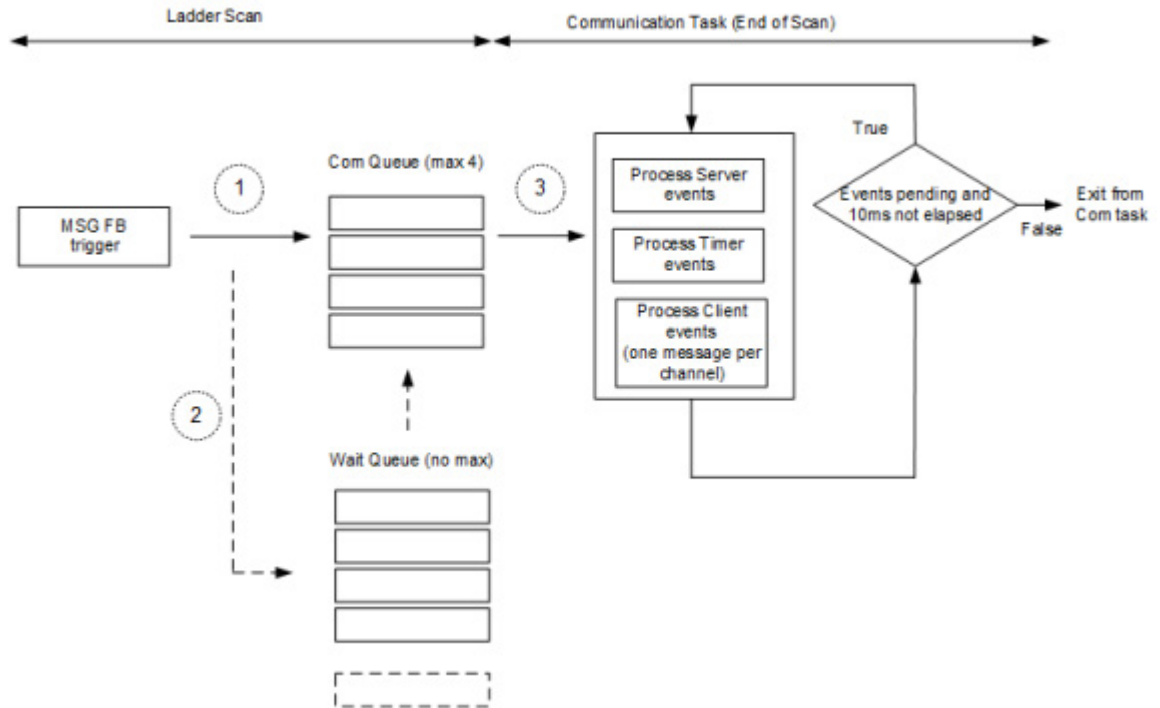 Ladder Scan
Communication Task (End of Scan)
True
Com Queue (max 4)
1
3
MSG FB
trigger
Process Server
events
Process Timer
events
Process Client
events
(one message per
channel)
Events pending and
10ms not elapsed
Exit from
Com task
False
2
Wait Queue (no max)